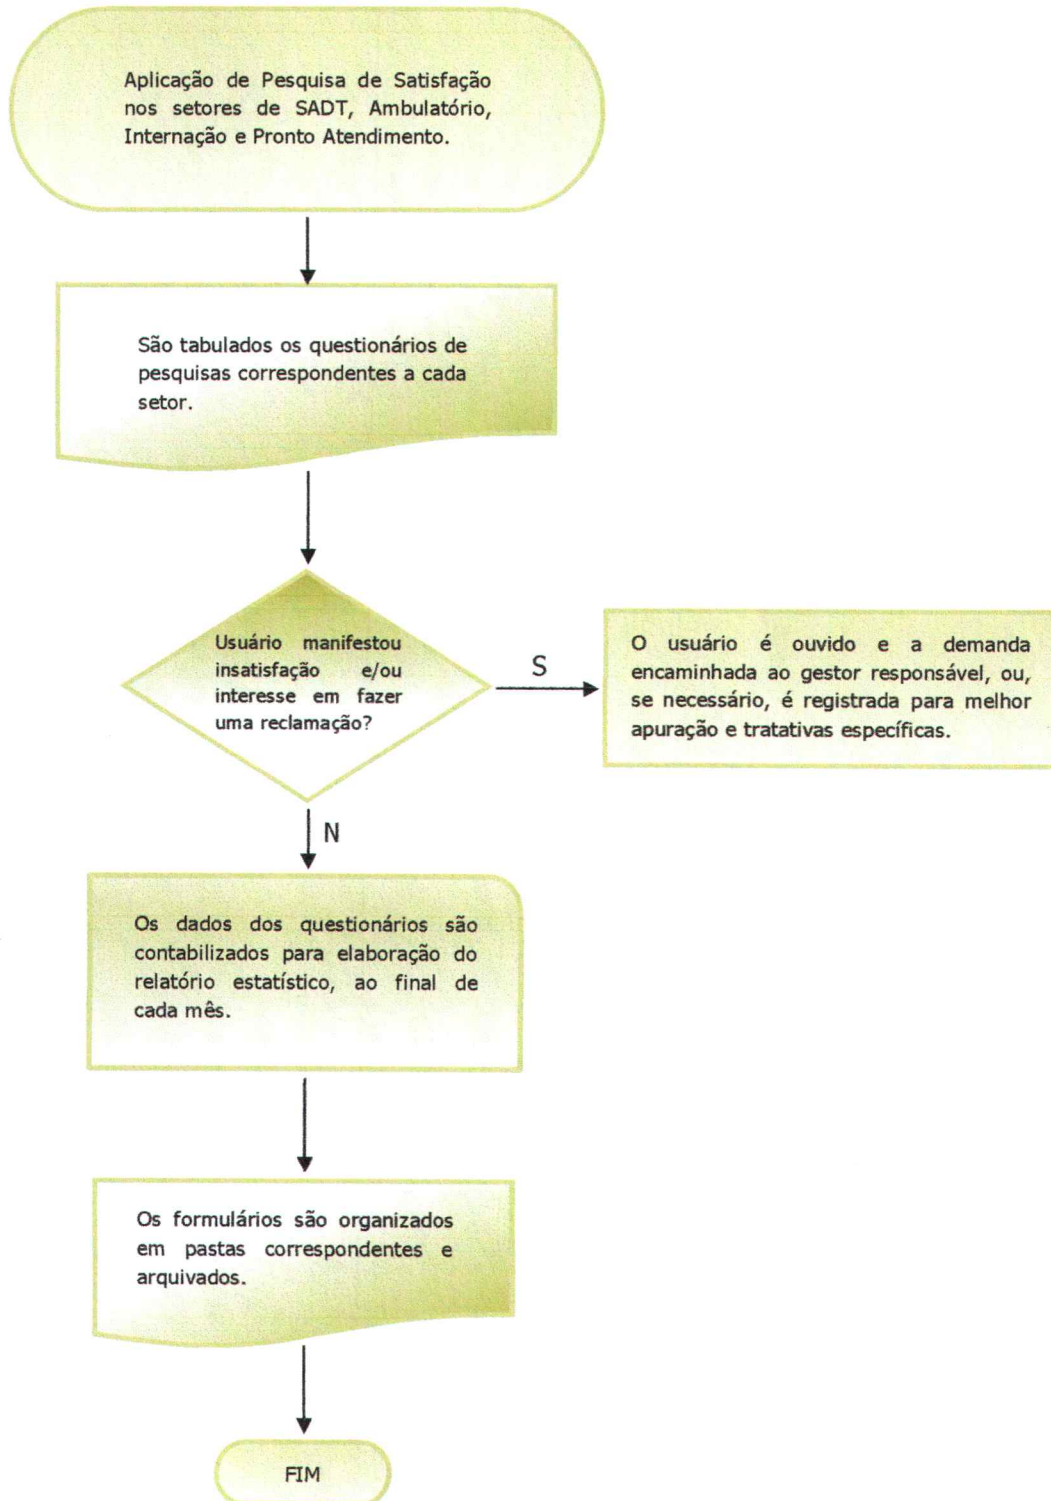 Aplicação de Pesquisa de Satisfação
nos setores de SADT, Ambulatório,
Internação e Pronto Atendimento.
São tabulados os questionários de
pesquisas correspondentes a cada
setor.
Usuário manifestou
insatisfação e/ou
interesse em fazer
uma reclamação?
S
O usuário é ouvido e a demanda
encaminhada ao gestor responsável, ou,
se necessário, é registrada para melhor
apuração e tratativas específicas.
N
Os dados dos questionários são
contabilizados para elaboração do
relatório estatístico, ao final de
cada mês.
Os formulários são organizados
em pastas correspondentes e
arquivados.
FIM